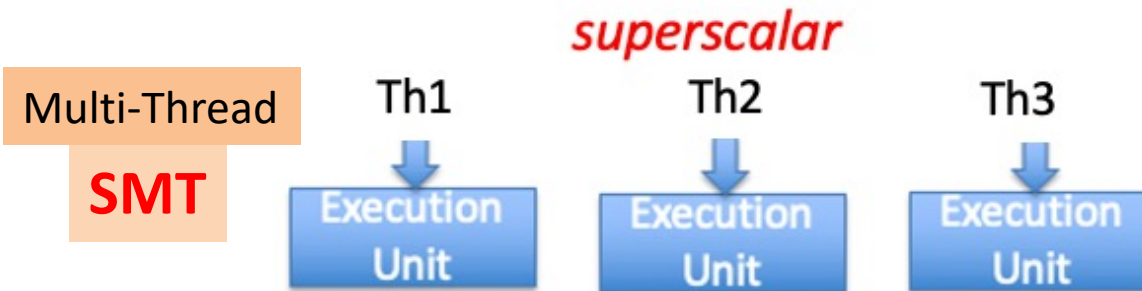 superscalar
Multi-Thread
Th1
Th2
Th3
SMT
Execution
Unit
Execution
Unit
Execution
Unit